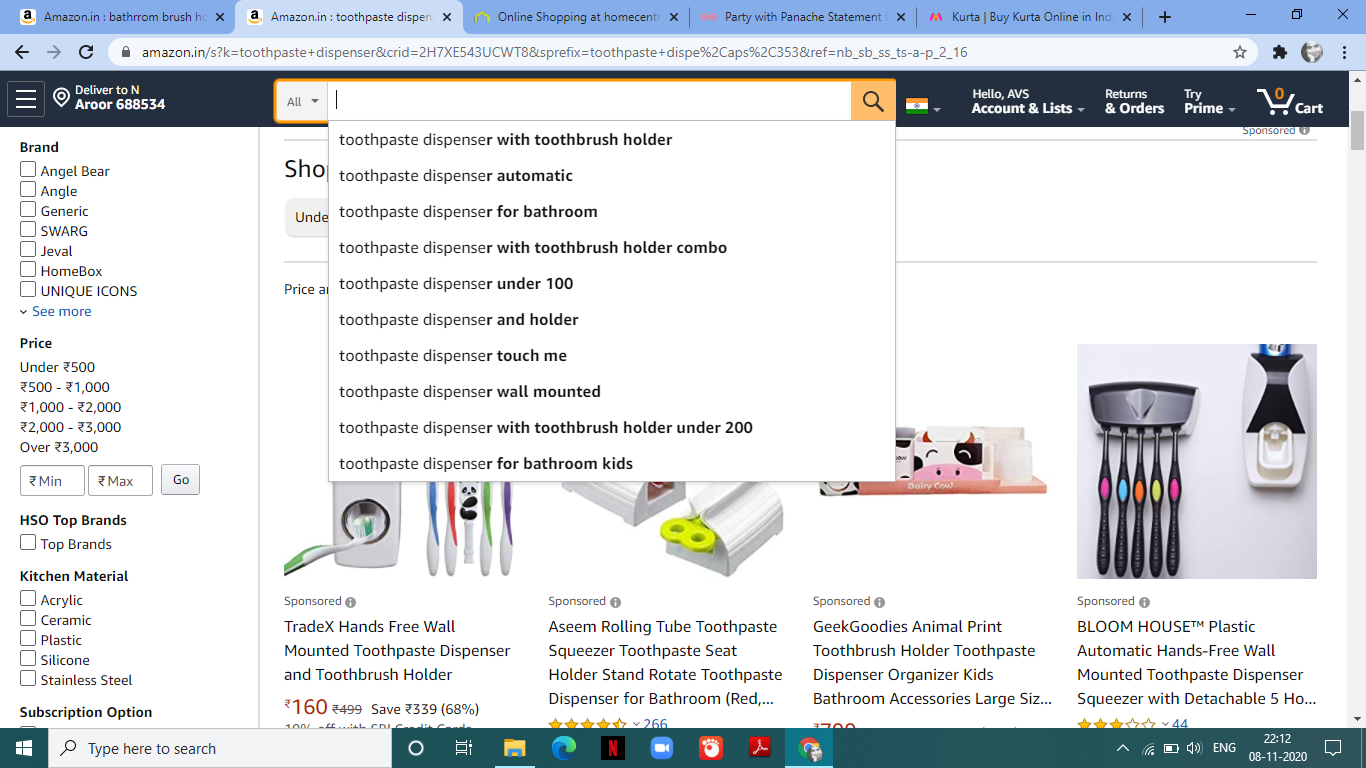 Amazon.in : bathrrom brush ho
Amazon.in : toothpaste dispens
Online Shopping at homecentr
Party with Panache Statement
Kurta | Buy Kurta Online in Ind
amazon.in/s?k=toothpaste+dispenser&crid=2H7XE543UCWT8&sprefix=toothpaste+dispe%2Caps%2C353&ref=nb_sb_ss_ts-a-p_2_16
Deliver to N
Aroor 688534
All
Hello, AVS
Account & Lists
Returns
& Orders
Try
Prime
0
Cart
toothpaste dispenser with toothbrush holder
toothpaste dispenser automatic
toothpaste dispenser for bathroom
toothpaste dispenser with toothbrush holder combo
toothpaste dispenser under 100
toothpaste dispenser and holder
toothpaste dispenser touch me
toothpaste dispenser wall mounted
toothpaste dispenser with toothbrush holder under 200
toothpaste dispenser for bathroom kids
Sponsored
Shop
Unde
Price an
Brand
Angel Bear
Angle
Generic
SWARG
Jeval
HomeBox
UNIQUE ICONS
See more
Price
Under ₹500
₹500 - ₹1,000
₹1,000 - ₹2,000
₹2,000 - ₹3,000
Over ₹3,000
₹ Min
₹ Max
Go
HSO Top Brands
Top Brands
Kitchen Material
Acrylic
Ceramic
Plastic
Silicone
Stainless Steel
Subscription Option
Dairy Cow
Sponsored
TradeX Hands Free Wall
Mounted Toothpaste Dispenser
and Toothbrush Holder
₹160 ₹499 Save ₹339 (68%)
10% off with SBI Credit Cards
Sponsored
Aseem Rolling Tube Toothpaste
Squeezer Toothpaste Seat
Holder Stand Rotate Toothpaste
Dispenser for Bathroom (Red,...
266
Sponsored
GeekGoodies Animal Print
Toothbrush Holder Toothpaste
Dispenser Organizer Kids
Bathroom Accessories Large Siz...
Sponsored
BLOOM HOUSE™ Plastic
Automatic Hands-Free Wall
Mounted Toothpaste Dispenser
Squeezer with Detachable 5 Ho...
44
Type here to search
ENG
22:12
08-11-2020